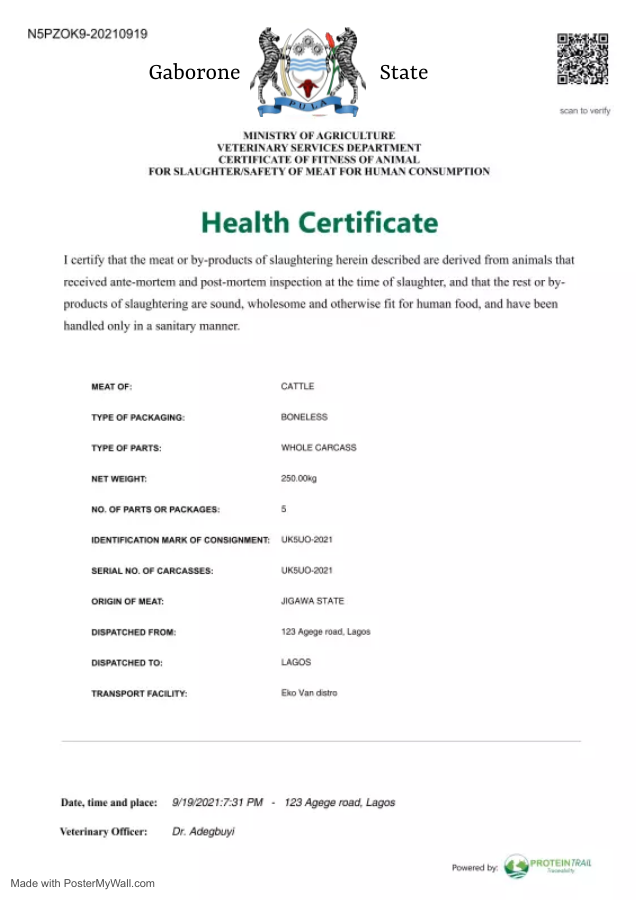 N5PZOK9-20210919
Gaborone State
PULA
scan to verify
MINISTRY OF AGRICULTURE
VETERINARY SERVICES DEPARTMENT
CERTIFICATE OF FITNESS OF ANIMAL
FOR SLAUGHTER/SAFETY OF MEAT FOR HUMAN CONSUMPTION
Health Certificate
I certify that the meat or by-products of slaughtering herein described are derived from animals that
received ante-mortem and post-mortem inspection at the time of slaughter, and that the rest or by-
products of slaughtering are sound, wholesome and otherwise fit for human food, and have been
handled only in a sanitary manner.
MEAT OF: CATTLE
TYPE OF PACKAGING: BONELESS
TYPE OF PARTS: WHOLE CARCASS
NET WEIGHT: 250.00kg
NO. OF PARTS OR PACKAGES: 5
IDENTIFICATION MARK OF CONSIGNMENT: UK5UO-2021
SERIAL NO. OF CARCASSES: UK5UO-2021
ORIGIN OF MEAT: JIGAWA STATE
DISPATCHED FROM: 123 Agege road, Lagos
DISPATCHED TO: LAGOS
TRANSPORT FACILITY: Eko Van distro
Date, time and place: 9/19/2021:7:31 PM - 123 Agege road, Lagos
Veterinary Officer: Dr. Adegbuyi
Powered by: PROTEINTRAIL
Traceability
Made with PosterMyWall.com